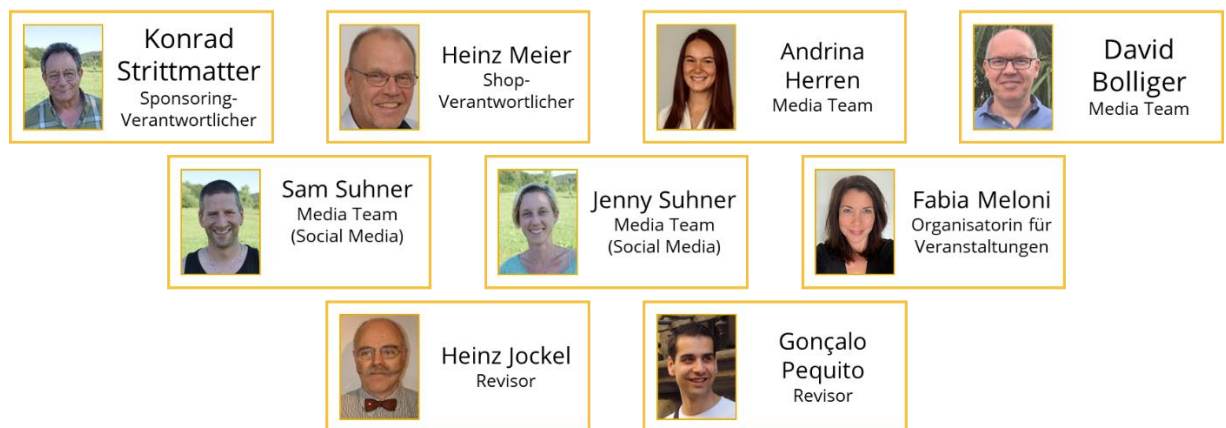 Konrad
Strittmatter
Sponsoring-
Verantwortlicher
Heinz Meier
Shop-
Verantwortlicher
Andrina
Herren
Media Team
David
Bolliger
Media Team
Sam Suhner
Media Team
(Social Media)
Jenny Suhner
Media Team
(Social Media)
Fabia Meloni
Organisatorin für
Veranstaltungen
Heinz Jockel
Revisor
Gonçalo
Pequito
Revisor